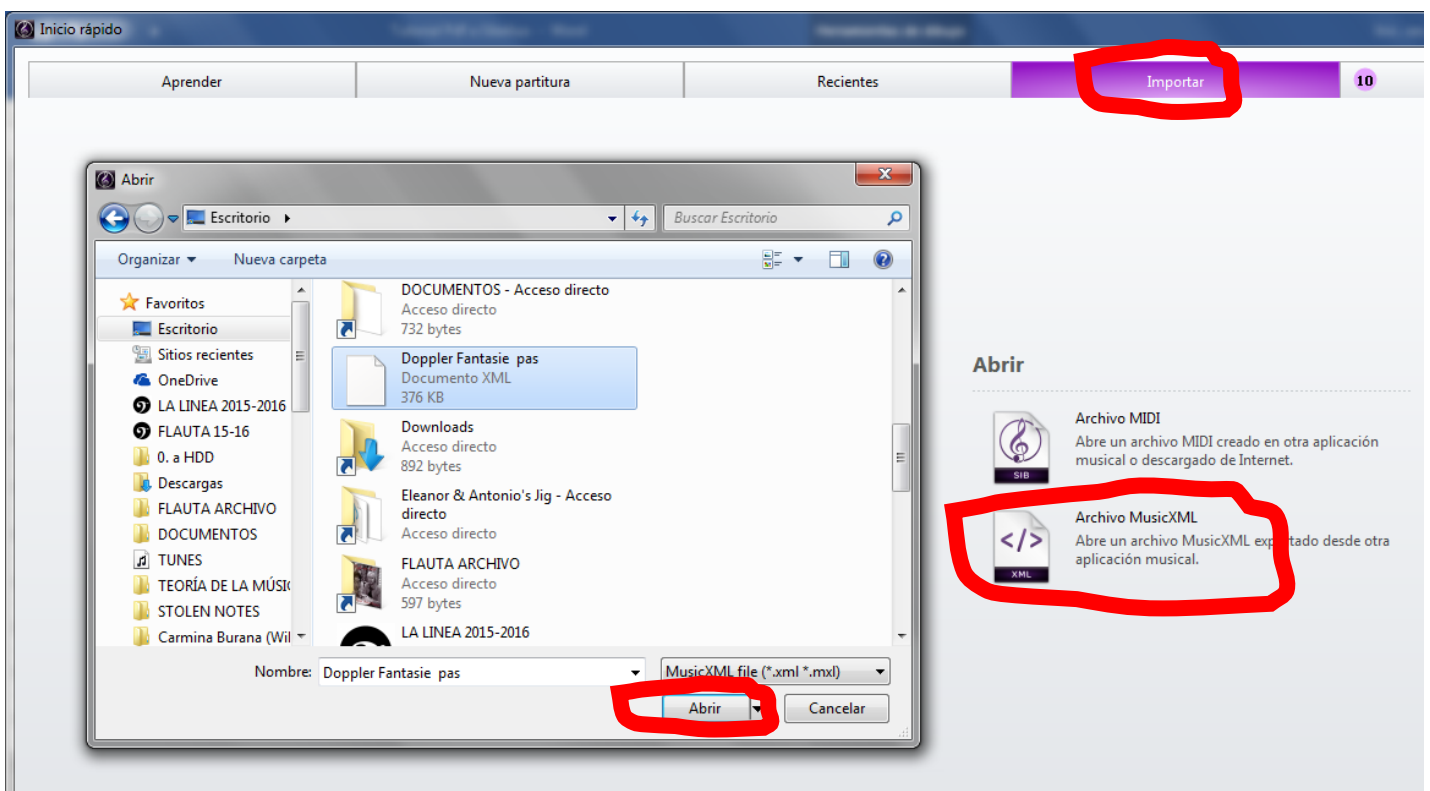 Inicio rápido
Aprender
Nueva partitura
Recientes
Importar
10
Abrir
Escritorio
Buscar Escritorio
Organizar
Nueva carpeta
Favoritos
Escritorio
Sitios recientes
OneDrive
LA LINEA 2015-2016
FLAUTA 15-16
0. a HDD
Descargas
FLAUTA ARCHIVO
DOCUMENTOS
TUNES
TEORÍA DE LA MÚSIC
STOLEN NOTES
Carmina Burana (Wil
DOCUMENTOS - Acceso directo
Acceso directo
732 bytes
Doppler Fantasie pas
Documento XML
376 KB
Downloads
Acceso directo
892 bytes
Eleanor & Antonio's Jig - Acceso
directo
Acceso directo
FLAUTA ARCHIVO
Acceso directo
597 bytes
LA LINEA 2015-2016
Nombre:
Doppler Fantasie pas
MusicXML file (*.xml *.mxl)
Abrir
Cancelar
Abrir
SIB
Archivo MIDI
Abre un archivo MIDI creado en otra aplicación
musical o descargado de Internet.
</>
XML
Archivo MusicXML
Abre un archivo MusicXML exportado desde otra
aplicación musical.